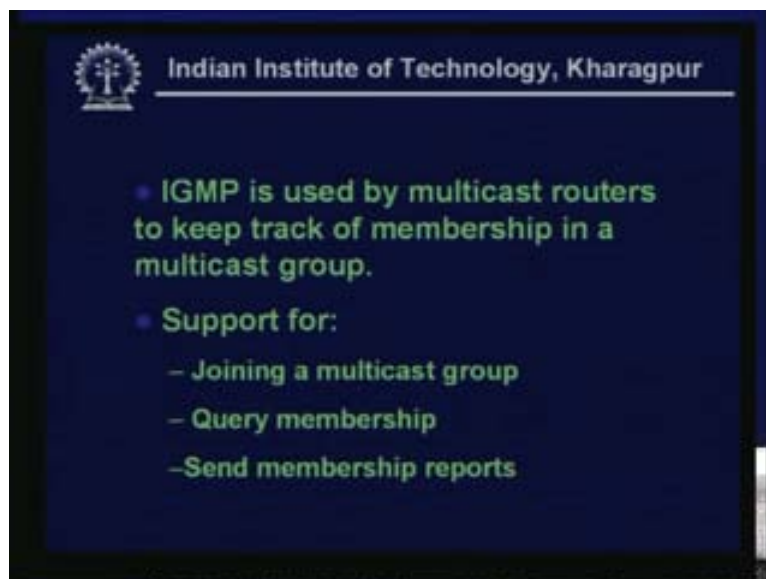 Indian Institute of Technology, Kharagpur
• IGMP is used by multicast routers
to keep track of membership in a
multicast group.
• Support for:
– Joining a multicast group
– Query membership
–Send membership reports